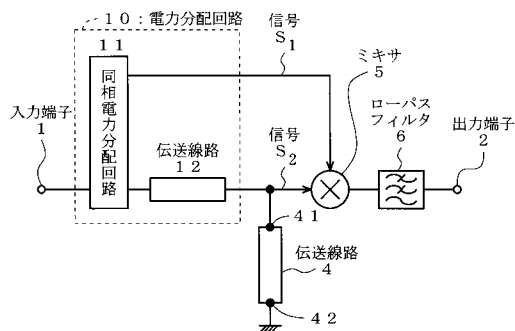 10:電力分配回路
11
同相電力分配回路
入力端子
1
伝送線路
12
信号
S1
信号
S2
ミキサ
5
ローパス
フィルタ
6
出力端子
2
41
伝送線路
4
42